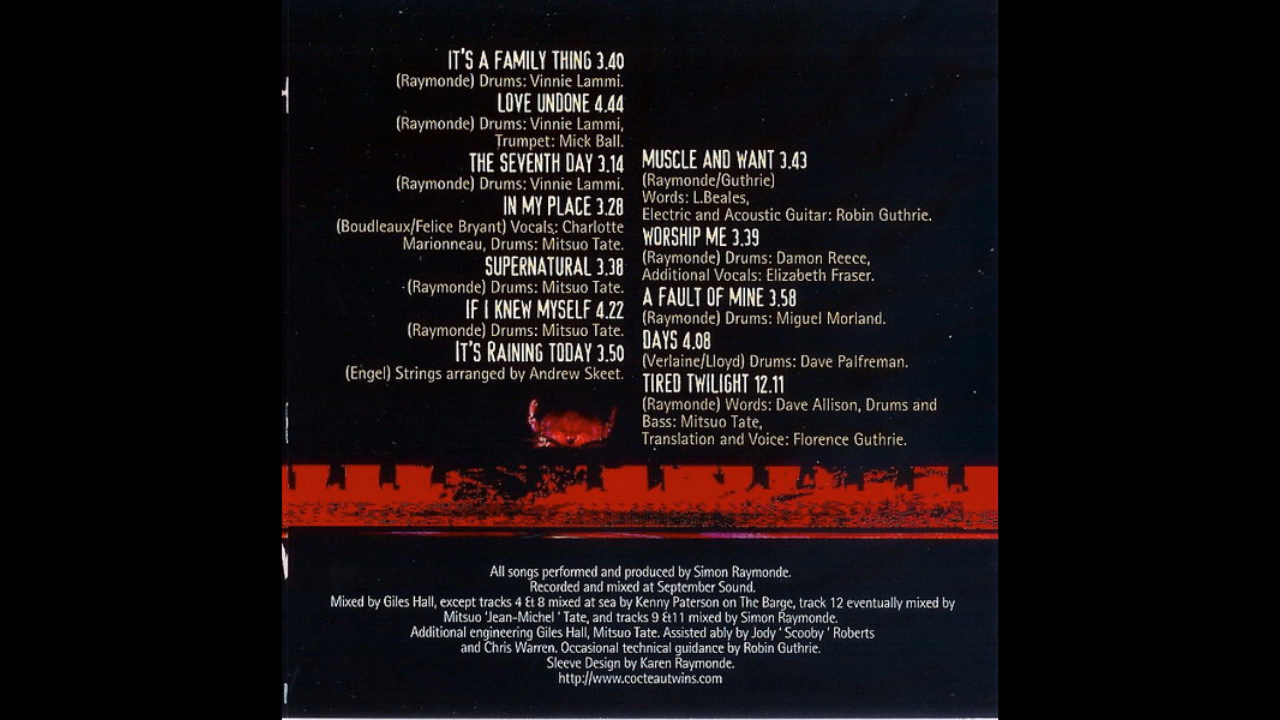 IT'S A FAMILY THING 3.40
(Raymonde) Drums: Vinnie Lammi.
LOVE UNDONE 4.44
(Raymonde) Drums: Vinnie Lammi,
Trumpet: Mick Ball.
THE SEVENTH DAY 3.14
(Raymonde) Drums: Vinnie Lammi.
IN MY PLACE 3.28
(Boudleaux/Felice Bryant) Vocals: Charlotte
Marionneau, Drums: Mitsuo Tate.
SUPERNATURAL 3.38
(Raymonde) Drums: Mitsuo Tate.
IF I KNEW MYSELF 4.22
(Raymonde) Drums: Mitsuo Tate.
IT'S RAINING TODAY 3.50
(Engel) Strings arranged by Andrew Skeet.
MUSCLE AND WANT 3.43
(Raymonde/Guthrie)
Words: L.Beales,
Electric and Acoustic Guitar: Robin Guthrie.
WORSHIP ME 3.39
(Raymonde) Drums: Damon Reece,
Additional Vocals: Elizabeth Fraser.
A FAULT OF MINE 3.58
(Raymonde) Drums: Miguel Morland.
DAYS 4.08
(Verlaine/Lloyd) Drums: Dave Palfreman.
TIRED TWILIGHT 12.11
(Raymonde) Words: Dave Allison, Drums and
Bass: Mitsuo Tate,
Translation and Voice: Florence Guthrie.
All songs performed and produced by Simon Raymonde.
Recorded and mixed at September Sound.
Mixed by Giles Hall, except tracks 4 & 8 mixed at sea by Kenny Paterson on The Barge, track 12 eventually mixed by
Mitsuo 'Jean-Michel ' Tate, and tracks 9 &11 mixed by Simon Raymonde.
Additional engineering Giles Hall, Mitsuo Tate. Assisted ably by Jody ' Scooby ' Roberts
and Chris Warren. Occasional technical guidance by Robin Guthrie.
Sleeve Design by Karen Raymonde.
http://www.cocteautwins.com